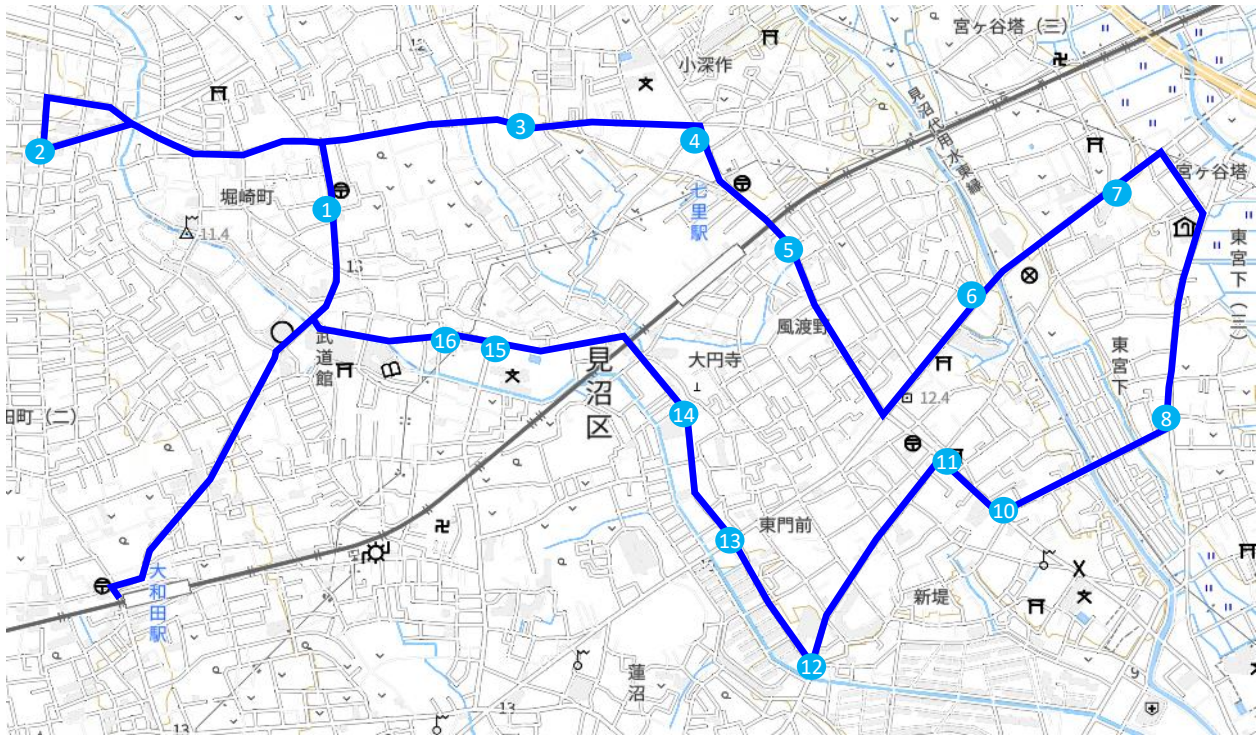 宮ヶ谷塔(三)
12
小深作
見沼代用水東縁
3
4
2
堀崎町
七里駅
宮ヶ谷塔
7
1
11.4
東宮下(三)
5
13
6
風渡野
武道館
16
15
見沼区
大円寺
東宮下
12.4
田町(二)
14
8
11
10
東門前
13
大和田駅
新堤
12
蓮沼
13
13